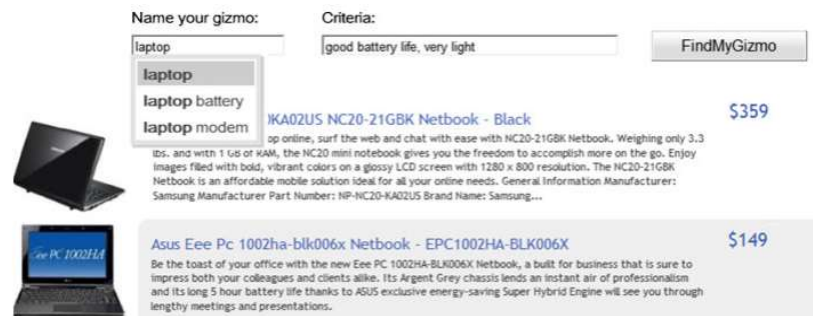 Name your gizmo: Criteria:
laptop good battery life, very light FindMyGizmo
laptop
laptop battery
laptop modem
KA02US NC20-21GBK Netbook - Black $359
op online, surf the web and chat with ease with NC20-21GBK Netbook. Weighing only 3.3
lbs. and with 1 GB of RAM, the NC20 mini notebook gives you the freedom to accomplish more on the go. Enjoy
images filled with bold, vibrant colors on a glossy LCD screen with 1280 x 800 resolution. The NC20-21GBK
Netbook is an affordable mobile solution ideal for all your online needs. General Information Manufacturer:
Samsung Manufacturer Part Number: NP-NC20-KA02US Brand Name: Samsung...
Eee PC 1002HA
Asus Eee Pc 1002ha-blk006x Netbook - EPC1002HA-BLK006X $149
Be the toast of your office with the new Eee PC 1002HA-BLK006X Netbook, a built for business that is sure to
impress both your colleagues and clients alike. Its Argent Grey chassis lends an instant air of professionalism
and its long 5 hour battery life thanks to ASUS exclusive energy-saving Super Hybrid Engine will see you through
lengthy meetings and presentations.